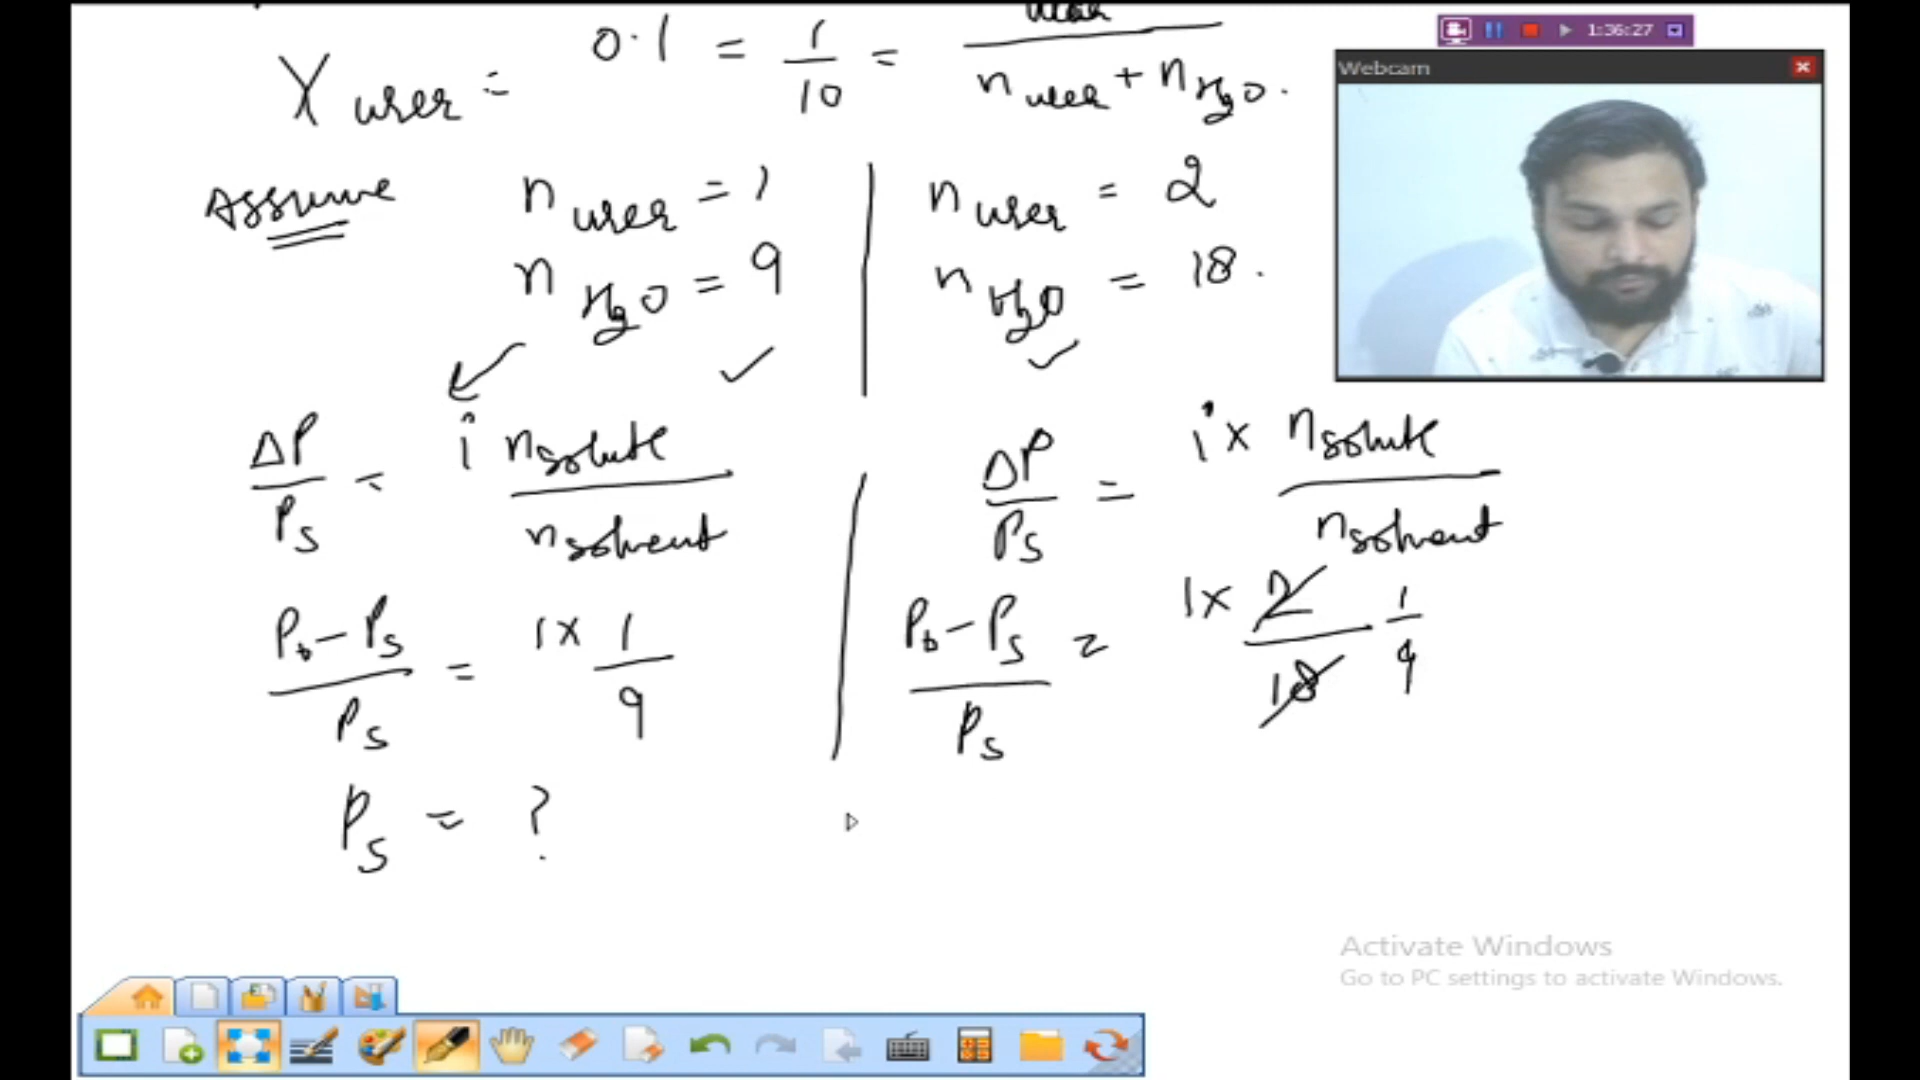 X urea = 0.1 = 1/10 = / n urea + n H2O.
1:36:27
Webcam
Assume n urea = 1 | n urea = 2
n H2O = 9 | n H2O = 18.
ΔP/Ps = i n solute/n solvent | ΔP/Ps = i × n solute/n solvent
P₀ - Ps/Ps = 1 × 1/9 | P₀ - Ps/Ps = 1 × 2/18 1/9
Ps = ?
Activate Windows
Go to PC settings to activate Windows.